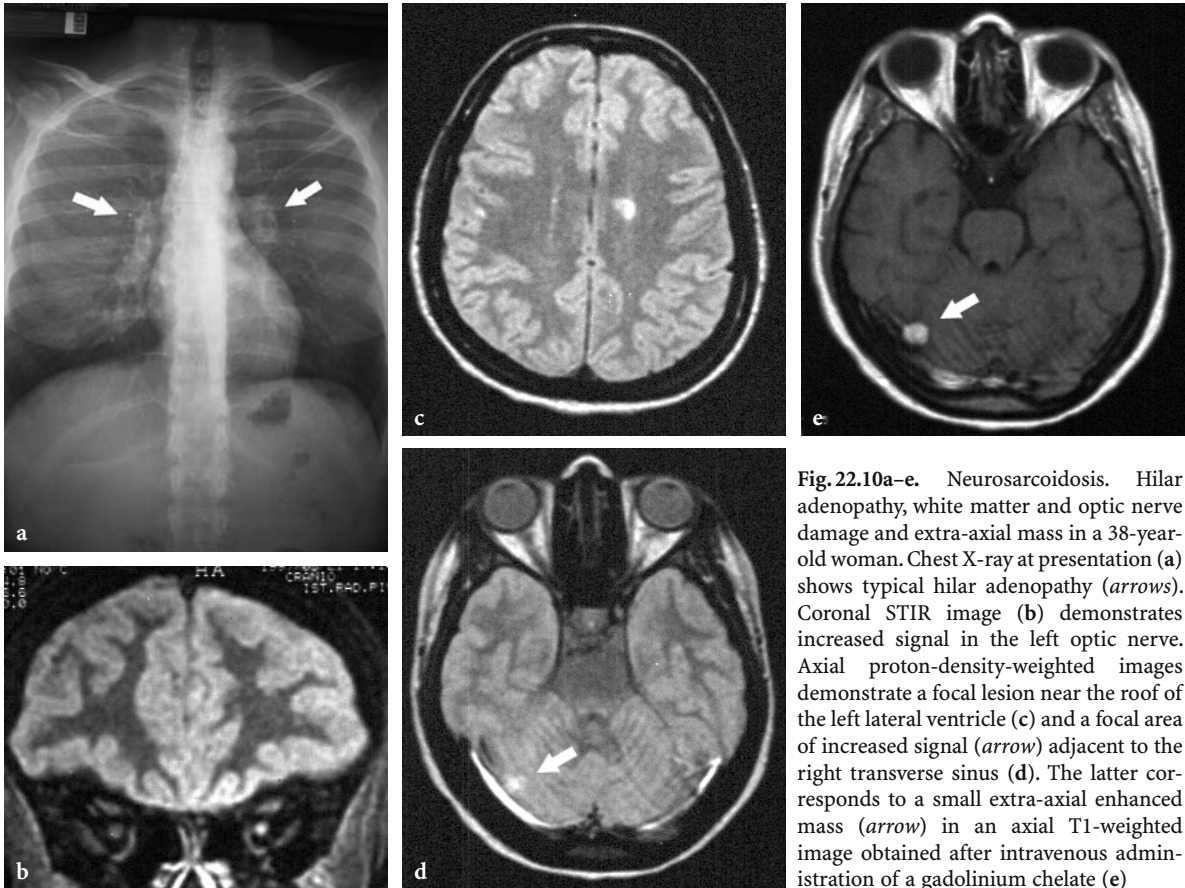 a
c
e
b
d
HA
CRANIO
IST.RAD.PI
Fig. 22.10a–e. Neurosarcoidosis. Hilar
adenopathy, white matter and optic nerve
damage and extra-axial mass in a 38-year-
old woman. Chest X-ray at presentation (a)
shows typical hilar adenopathy (arrows).
Coronal STIR image (b) demonstrates
increased signal in the left optic nerve.
Axial proton-density-weighted images
demonstrate a focal lesion near the roof of
the left lateral ventricle (c) and a focal area
of increased signal (arrow) adjacent to the
right transverse sinus (d). The latter cor-
responds to a small extra-axial enhanced
mass (arrow) in an axial T1-weighted
image obtained after intravenous admin-
istration of a gadolinium chelate (e)